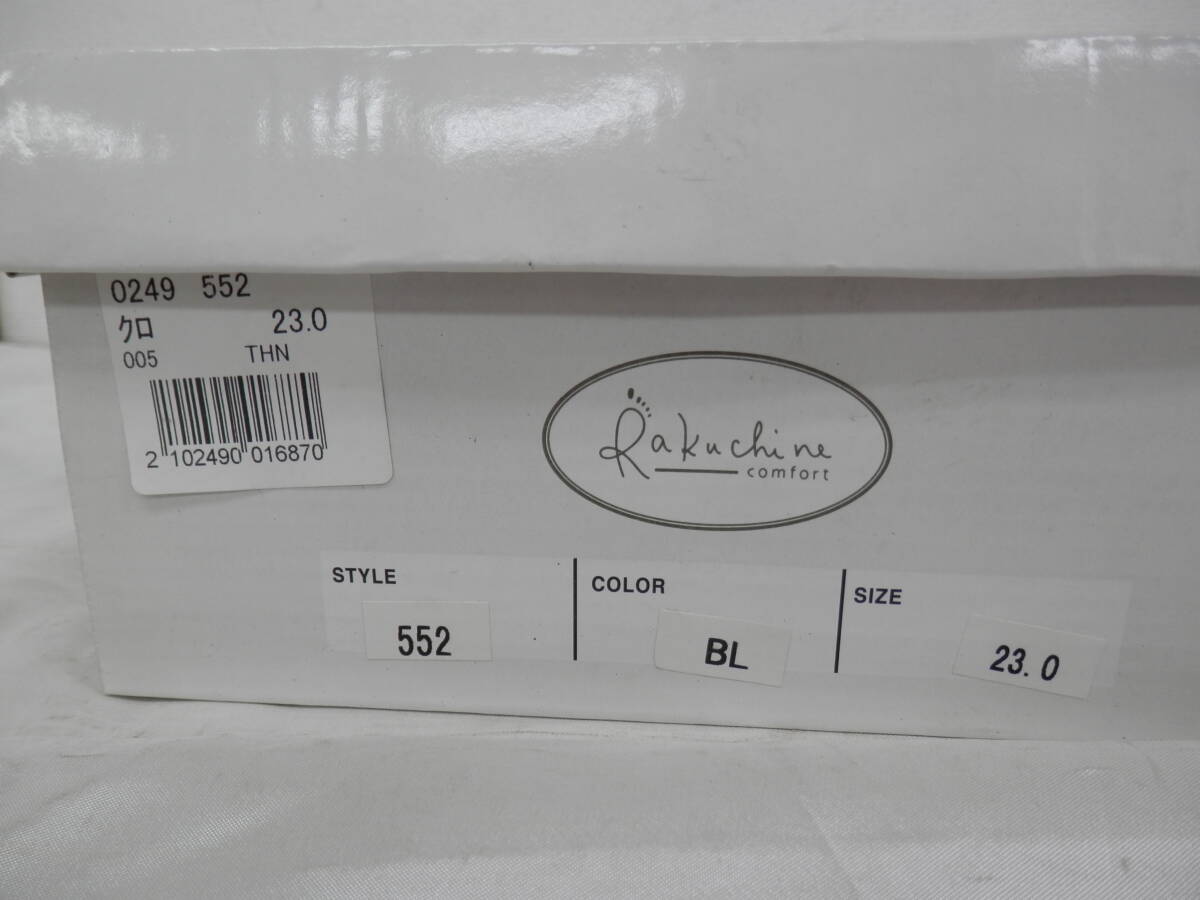 0249 552
クロ 23.0
005 THN
2 102490 016870
Rakuchine
comfort
STYLE
552
COLOR
BL
SIZE
23.0